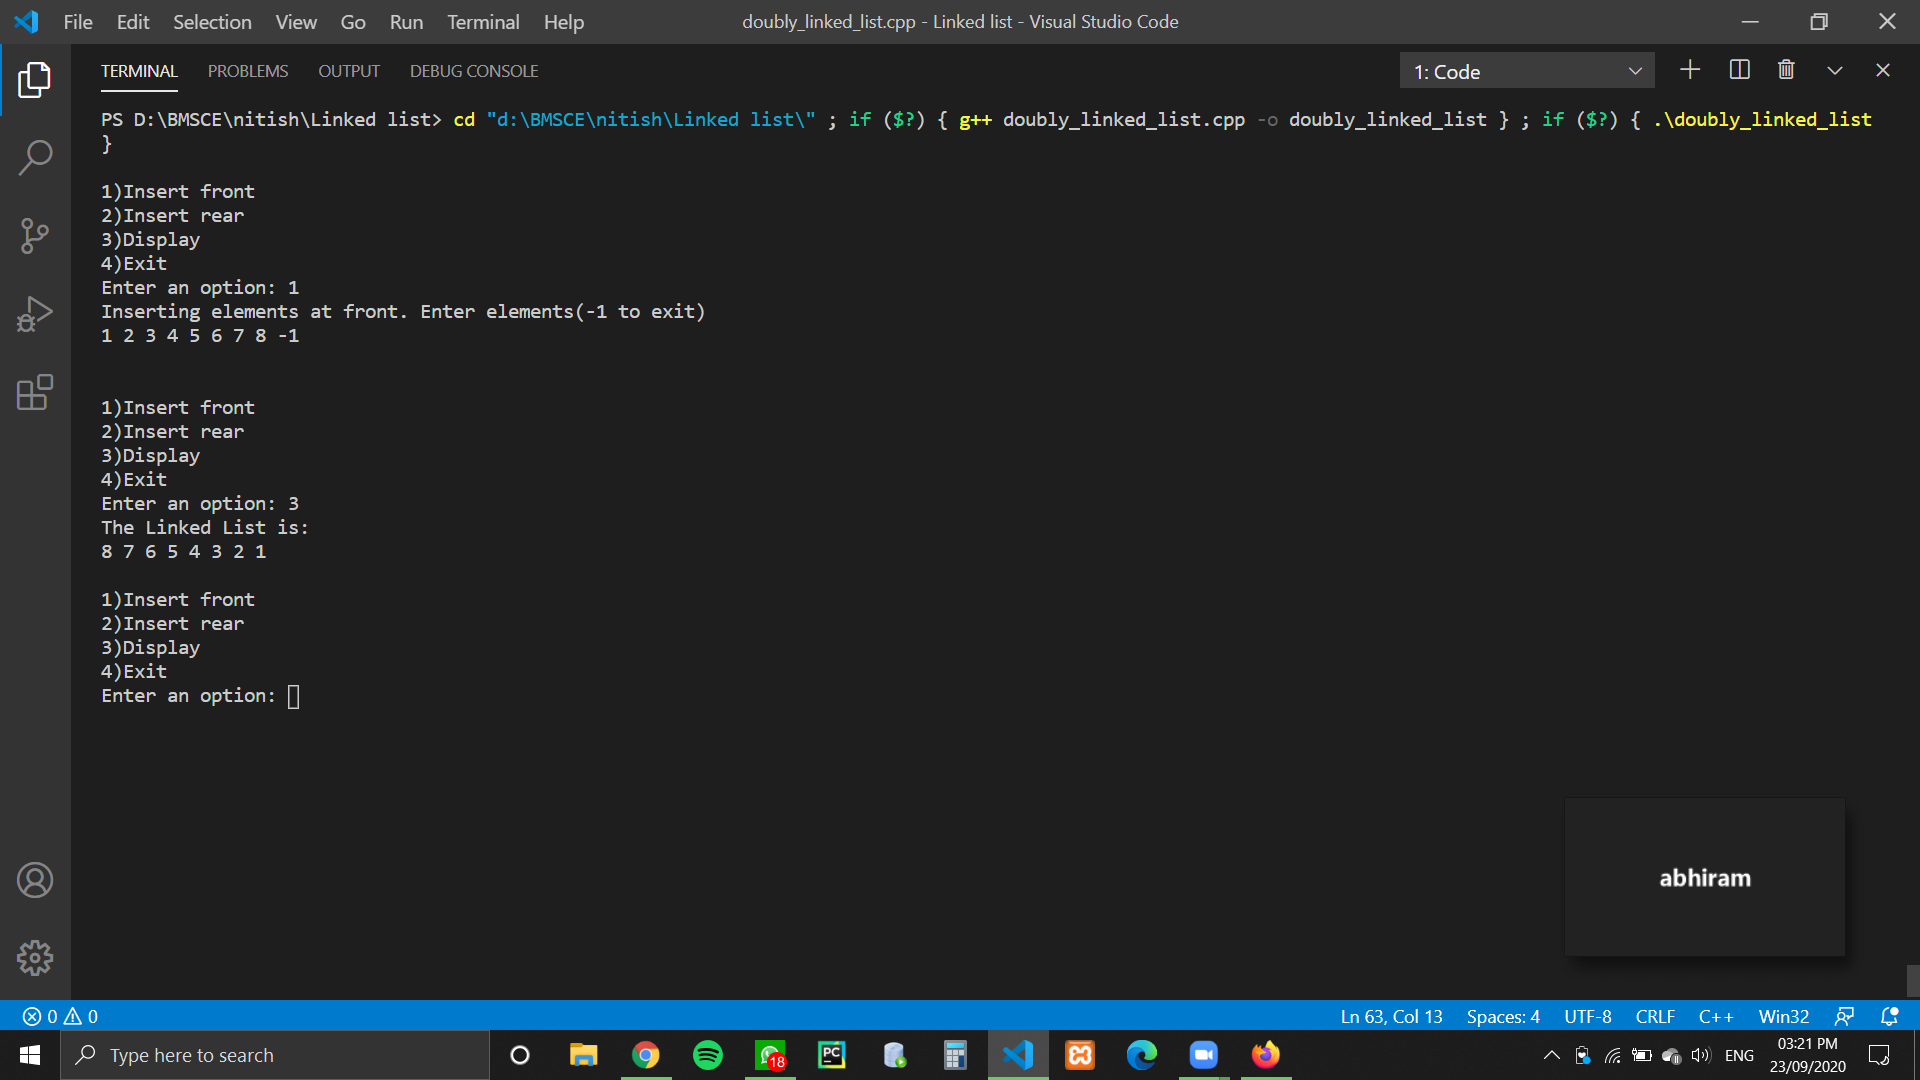 File Edit Selection View Go Run Terminal Help doubly_linked_list.cpp - Linked list - Visual Studio Code
TERMINAL PROBLEMS OUTPUT DEBUG CONSOLE 1: Code
PS D:\BMSCE\nitish\Linked list> cd "d:\BMSCE\nitish\Linked list\" ; if ($?) { g++ doubly_linked_list.cpp -o doubly_linked_list } ; if ($?) { .\doubly_linked_list
}
1)Insert front
2)Insert rear
3)Display
4)Exit
Enter an option: 1
Inserting elements at front. Enter elements(-1 to exit)
1 2 3 4 5 6 7 8 -1
1)Insert front
2)Insert rear
3)Display
4)Exit
Enter an option: 3
The Linked List is:
8 7 6 5 4 3 2 1
1)Insert front
2)Insert rear
3)Display
4)Exit
Enter an option:
abhiram
0 0 Ln 63, Col 13 Spaces: 4 UTF-8 CRLF C++ Win32
Type here to search 18 PC ENG 03:21 PM
23/09/2020